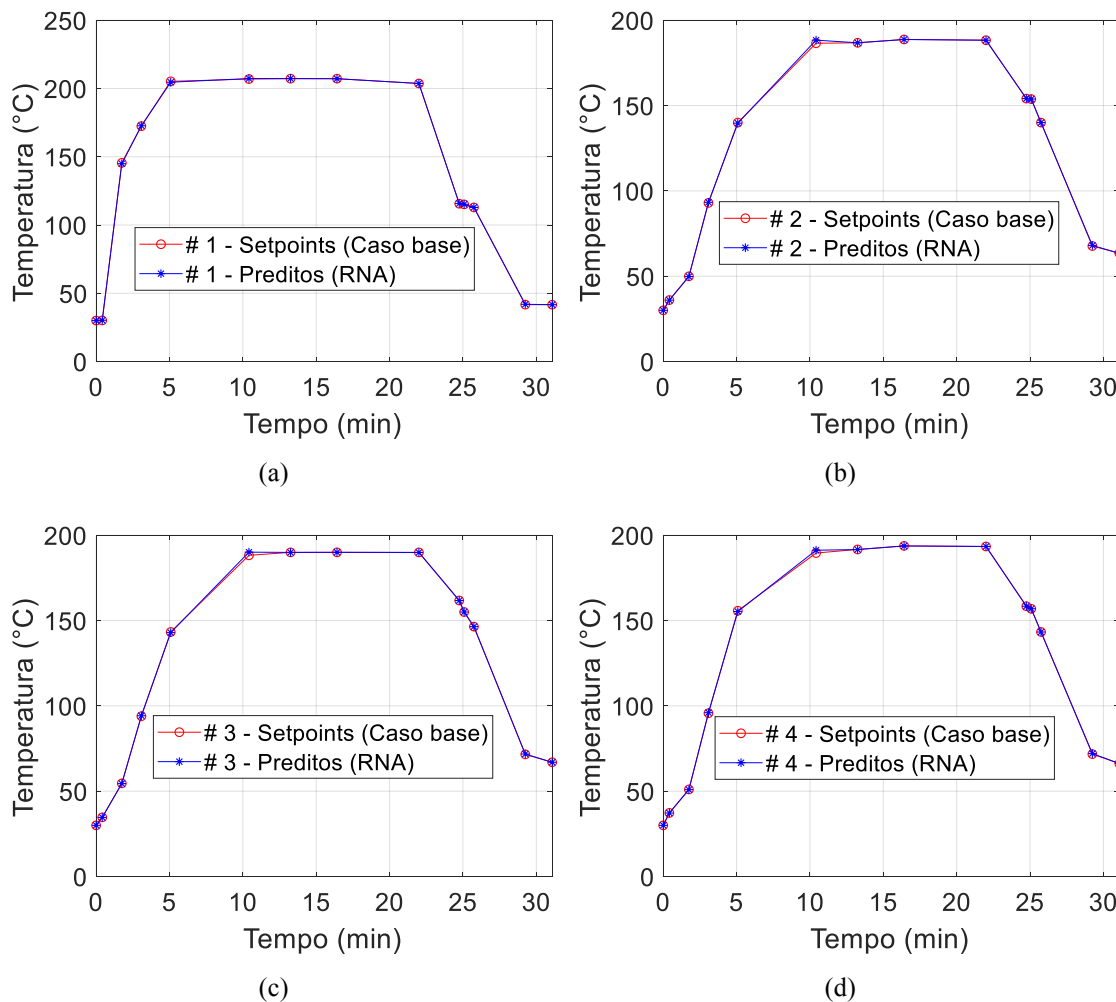 250
200
150
100
50
0
Temperatura (°C)
# 1 - Setpoints (Caso base)
# 1 - Preditos (RNA)
0 5 10 15 20 25 30
Tempo (min)
(a)
200
150
100
50
0
Temperatura (°C)
# 2 - Setpoints (Caso base)
# 2 - Preditos (RNA)
0 5 10 15 20 25 30
Tempo (min)
(b)
200
150
100
50
0
Temperatura (°C)
# 3 - Setpoints (Caso base)
# 3 - Preditos (RNA)
0 5 10 15 20 25 30
Tempo (min)
(c)
200
150
100
50
0
Temperatura (°C)
# 4 - Setpoints (Caso base)
# 4 - Preditos (RNA)
0 5 10 15 20 25 30
Tempo (min)
(d)